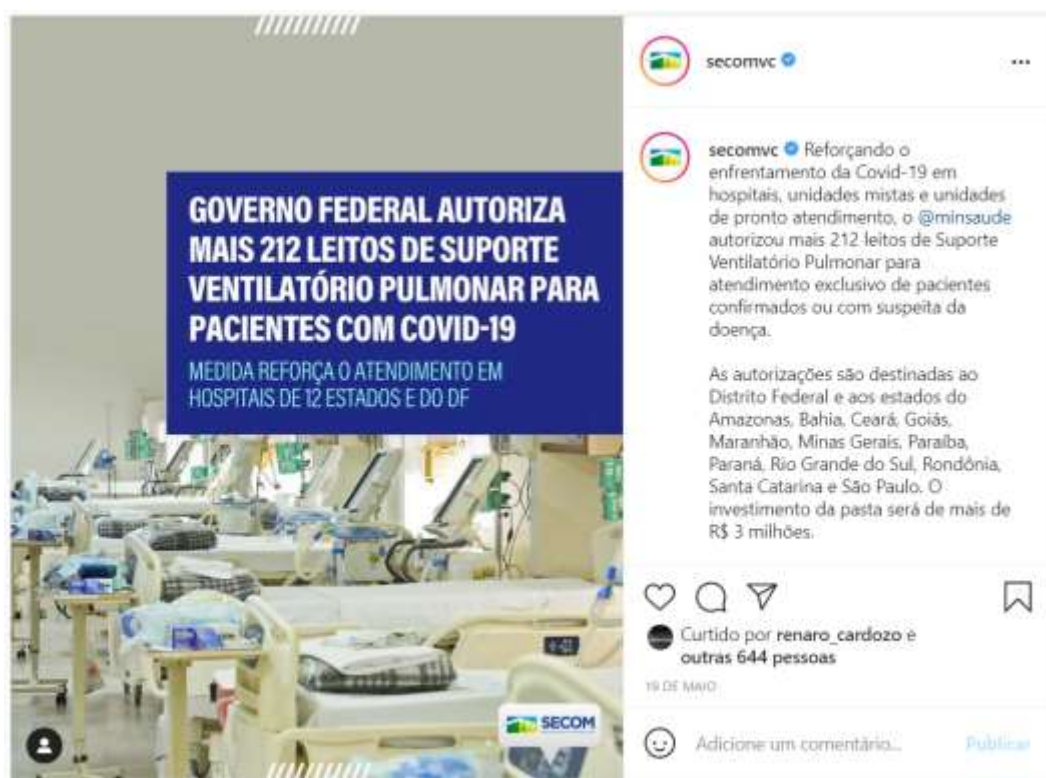 GOVERNO FEDERAL AUTORIZA
MAIS 212 LEITOS DE SUPORTE
VENTILATÓRIO PULMONAR PARA
PACIENTES COM COVID-19
MEDIDA REFORÇA O ATENDIMENTO EM
HOSPITAIS DE 12 ESTADOS E DO DF
SECOM
secomvc
secomvc Reforçando o
enfrentamento da Covid-19 em
hospitais, unidades mistas e unidades
de pronto atendimento, o @minsaude
autorizou mais 212 leitos de Suporte
Ventilatório Pulmonar para
atendimento exclusivo de pacientes
confirmados ou com suspeita da
doença.
As autorizações são destinadas ao
Distrito Federal e aos estados do
Amazonas, Bahia, Ceará, Goiás,
Maranhão, Minas Gerais, Paraíba,
Paraná, Rio Grande do Sul, Rondônia,
Santa Catarina e São Paulo. O
investimento da pasta será de mais de
R$ 3 milhões.
Curtido por renaro_cardozo e
outras 644 pessoas
19 DE MAIO
Adicione um comentário...
Publicar